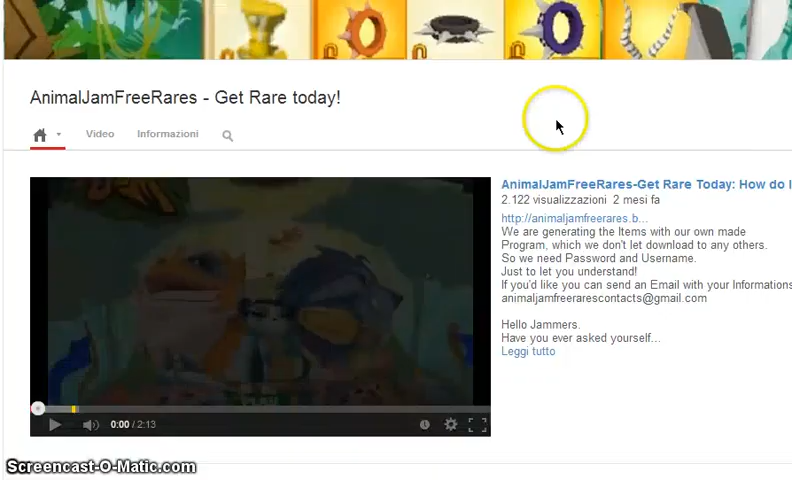 AnimalJamFreeRares - Get Rare today!
Video Informazioni
AnimalJamFreeRares-Get Rare Today: How do I
2.122 visualizzazioni 2 mesi fa
http://animaljamfreerares.b...
We are generating the Items with our own made
Program, which we don't let download to any others.
So we need Password and Username.
Just to let you understand!
If you'd like you can send an Email with your Informations
animaljamfreerarescontacts@gmail.com
Hello Jammers.
Have you ever asked yourself...
Leggi tutto
0:00 / 2:13
Screencast-O-Matic.com